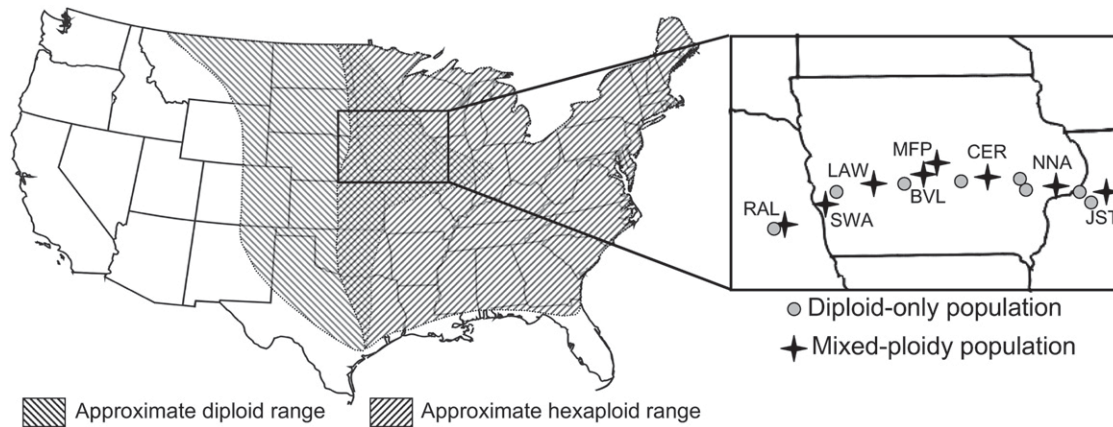 MFP
CER
LAW
NNA
BVL
RAL
SWA
JST
Diploid-only population
Mixed-ploidy population
Approximate diploid range
Approximate hexaploid range